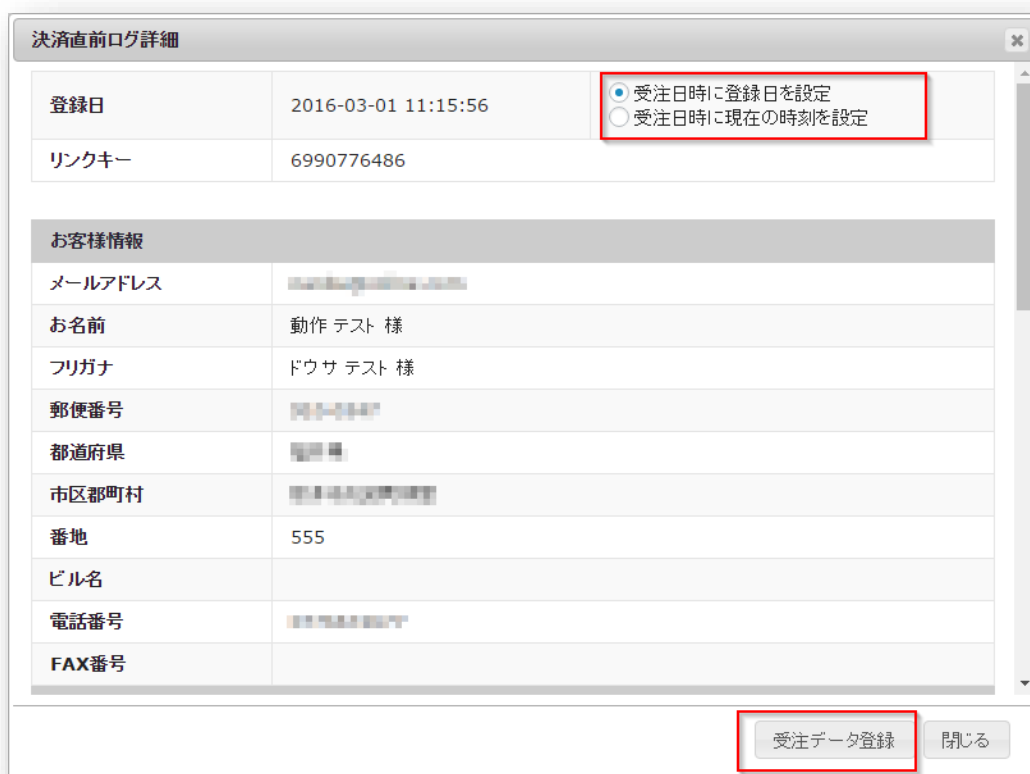 決済直前ログ詳細
登録日 2016-03-01 11:15:56 受注日時に登録日を設定
受注日時に現在の時刻を設定
リンクキー 6990776486
お客様情報
メールアドレス
お名前 動作 テスト 様
フリガナ ドウサ テスト 様
郵便番号
都道府県
市区郡町村
番地 555
ビル名
電話番号
FAX番号
受注データ登録 閉じる